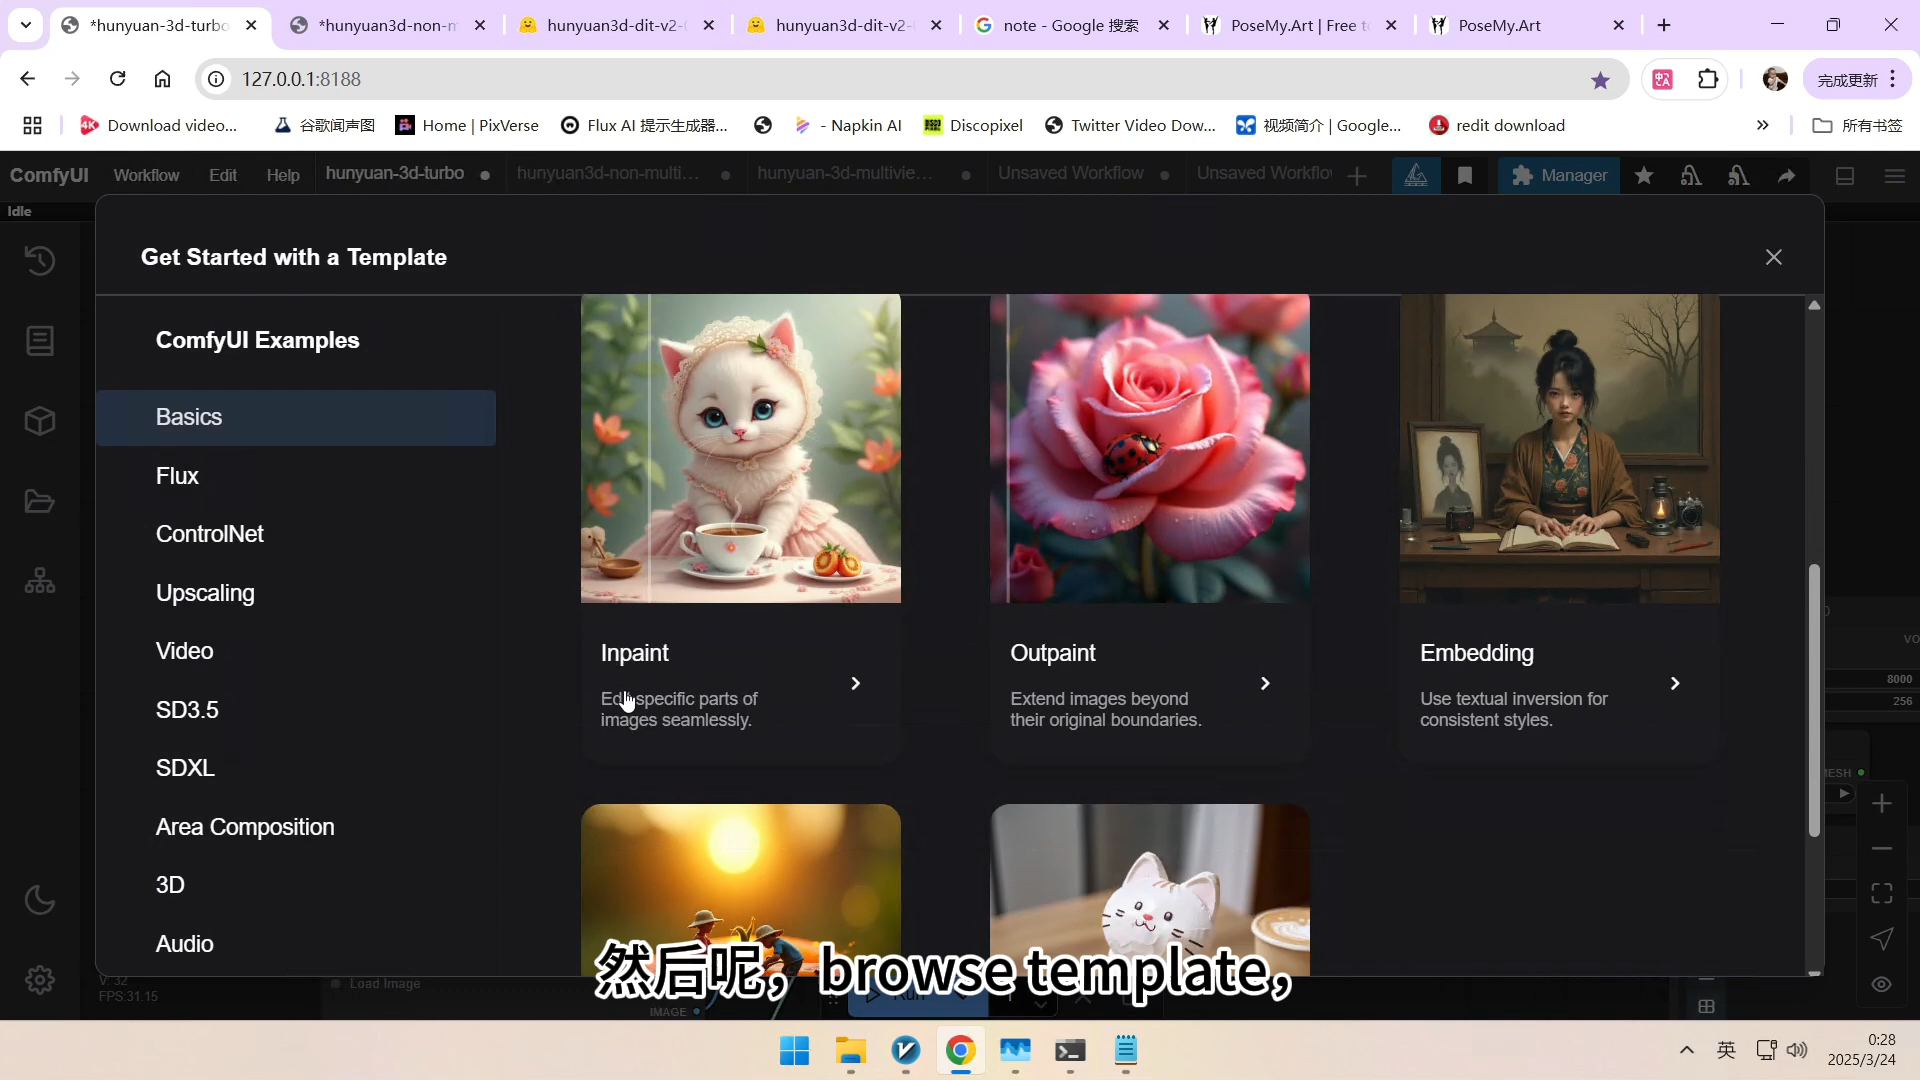 *hunyuan-3d-turbo
*hunyuan3d-non-m
hunyuan3d-dit-v2-
hunyuan3d-dit-v2-
note - Google 搜索
PoseMy.Art | Free t
PoseMy.Art
127.0.0.1:8188
完成更新
Download video...
谷歌闻声图
Home | PixVerse
Flux AI 提示生成器...
- Napkin AI
Discopixel
Twitter Video Dow...
视频简介 | Google...
redit download
所有书签
ComfyUI
Workflow
Edit
Help
hunyuan-3d-turbo
hunyuan3d-non-multi...
hunyuan-3d-multivie...
Unsaved Workflow
Unsaved Workflo
Manager
Idle
Get Started with a Template
ComfyUI Examples
Basics
Flux
ControlNet
Upscaling
Video
SD3.5
SDXL
Area Composition
3D
Audio
Inpaint
Edit specific parts of
images seamlessly.
Outpaint
Extend images beyond
their original boundaries.
Embedding
Use textual inversion for
consistent styles.
VO
8000
256
MESH
V: 32
FPS:31.15
Load Image
IMAGE
Run
然后呢，browse template，
英
0:28
2025/3/24